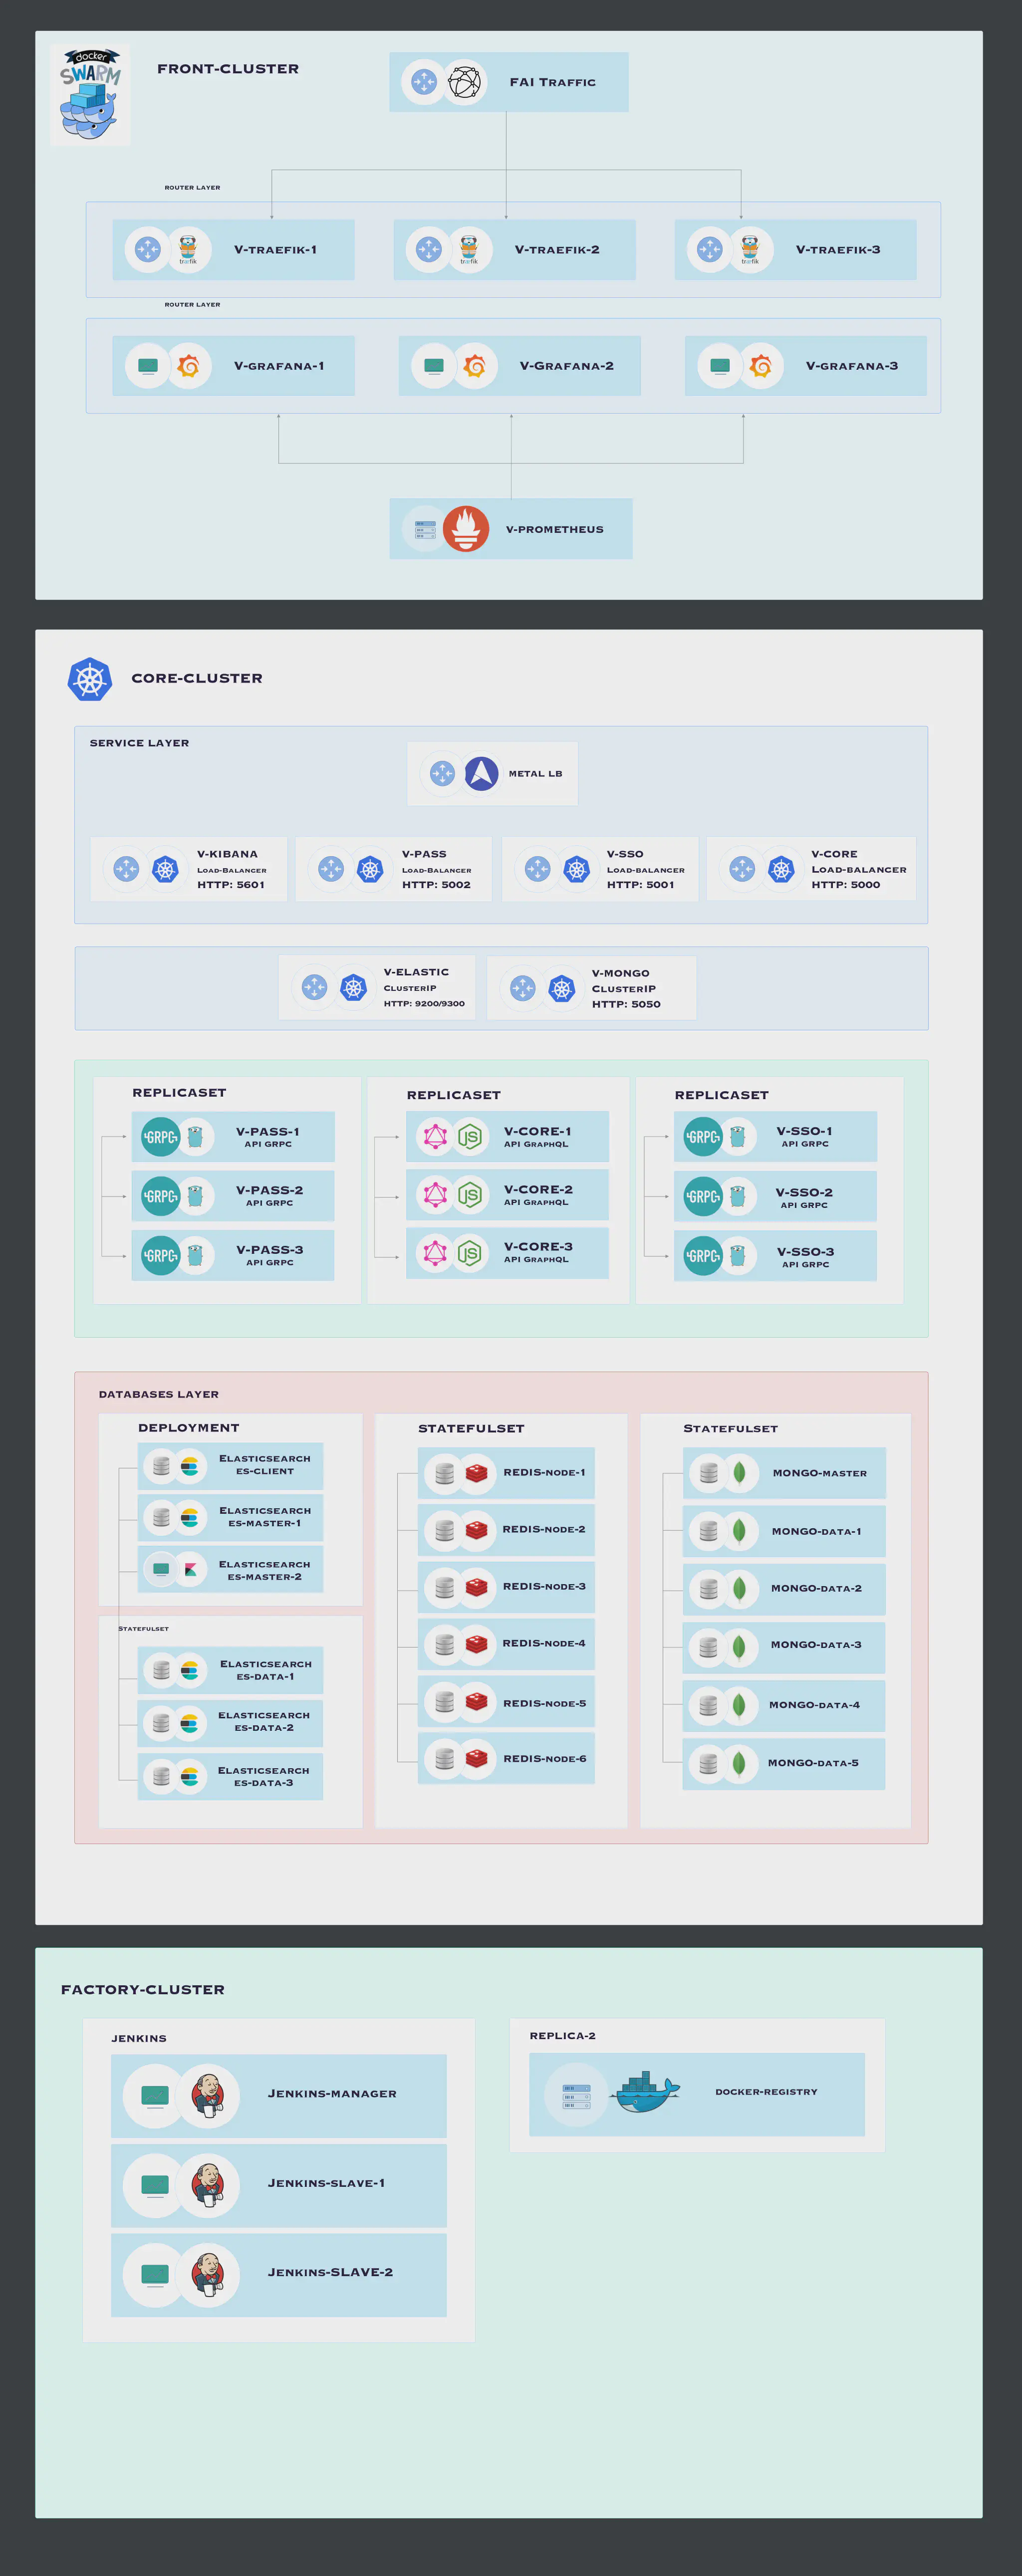 docker
SWARM
FRONT-CLUSTER
FAI Traffic
ROUTER LAYER
V-traefik-1
V-traefik-2
V-traefik-3
træfik
træfik
træfik
ROUTER LAYER
V-grafana-1
V-Grafana-2
V-grafana-3
v-PROMETHEUS
CORE-CLUSTER
SERVICE LAYER
METAL LB
V-KIBANA
Load-Balancer
HTTP: 5601
V-PASS
Load-Balancer
HTTP: 5002
V-SSO
Load-balancer
HTTP: 5001
V-CORE
Load-balancer
HTTP: 5000
V-ELASTIC
ClusterIP
HTTP: 9200/9300
V-MONGO
ClusterIP
HTTP: 5050
REPLICASET
GRPC
V-PASS-1
API GRPC
GRPC
V-PASS-2
API GRPC
GRPC
V-PASS-3
API GRPC
REPLICASET
JS
V-CORE-1
API GraphQL
JS
V-CORE-2
API GraphQL
JS
V-CORE-3
API GraphQL
REPLICASET
GRPC
V-SSO-1
API GRPC
GRPC
V-SSO-2
API GRPC
GRPC
V-SSO-3
API GRPC
DATABASES LAYER
DEPLOYMENT
Elasticsearch
es-client
Elasticsearch
es-master-1
Elasticsearch
es-master-2
Statefulset
Elasticsearch
es-data-1
Elasticsearch
es-data-2
Elasticsearch
es-data-3
STATEFULSET
REDIS-node-1
REDIS-node-2
REDIS-node-3
REDIS-node-4
REDIS-node-5
REDIS-node-6
Statefulset
mongo-master
mongo-data-1
mongo-data-2
mongo-data-3
mongo-data-4
mongo-data-5
FACTORY-CLUSTER
JENKINS
Jenkins-manager
Jenkins-slave-1
Jenkins-SLAVE-2
REPLICA-2
docker-registry